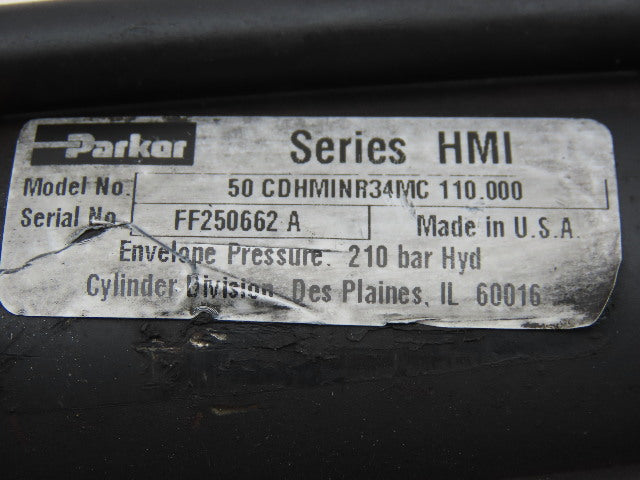 Parker Series HMI
Model No. 50 CDHMINR34MC 110.000
Serial No. FF250662 A Made in U.S.A.
Envelope Pressure: 210 bar Hyd
Cylinder Division, Des Plaines, IL 60016